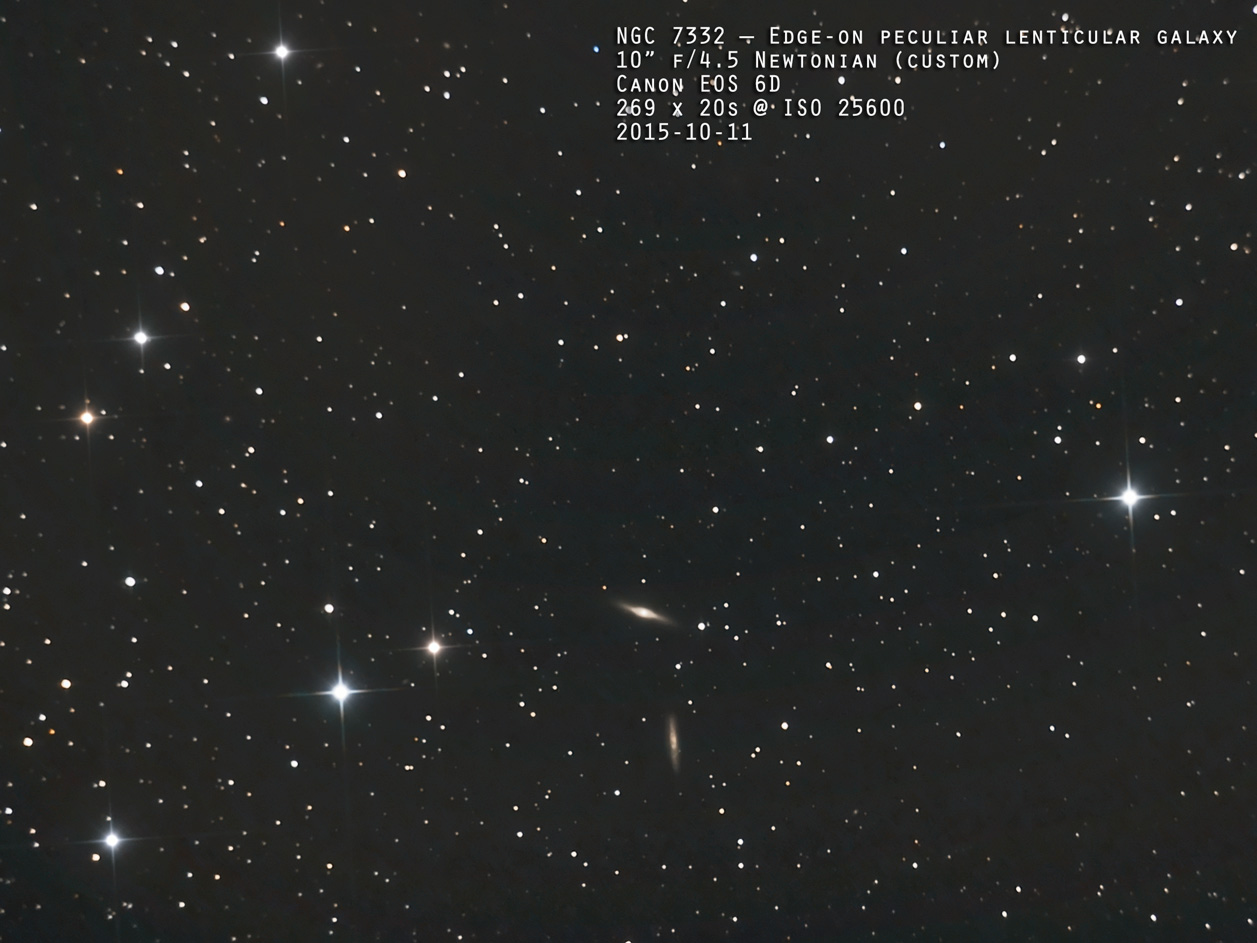 NGC 7332 — Edge-on peculiar lenticular galaxy
10” f/4.5 Newtonian (custom)
Canon EOS 6D
269 x 20s @ ISO 25600
2015-10-11